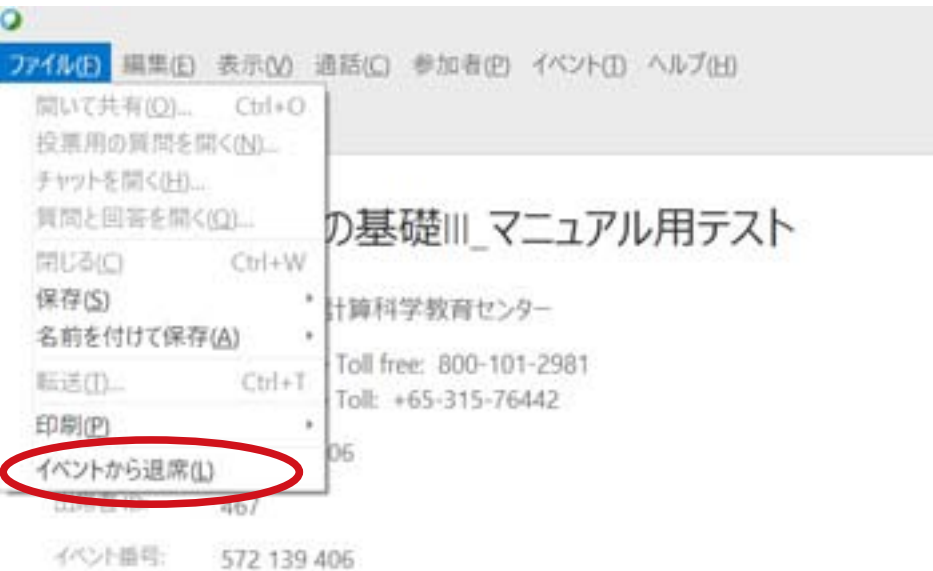 ファイル(F) 編集(E) 表示(V) 通話(C) 参加者(P) イベント(T) ヘルプ(H)
開いて共有(O)... Ctrl+O
投票用の質問を開く(N)...
チャットを開く(H)...
質問と回答を開く(Q)...
の基礎III_マニュアル用テスト
閉じる(C) Ctrl+W
保存(S)
計算科学教育センター
名前を付けて保存(A)
Toll free: 800-101-2981
転送(T)... Ctrl+T
Toll: +65-315-76442
印刷(P)
06
イベントから退席(L)
出席者 ID: 467
イベント番号: 572 139 406